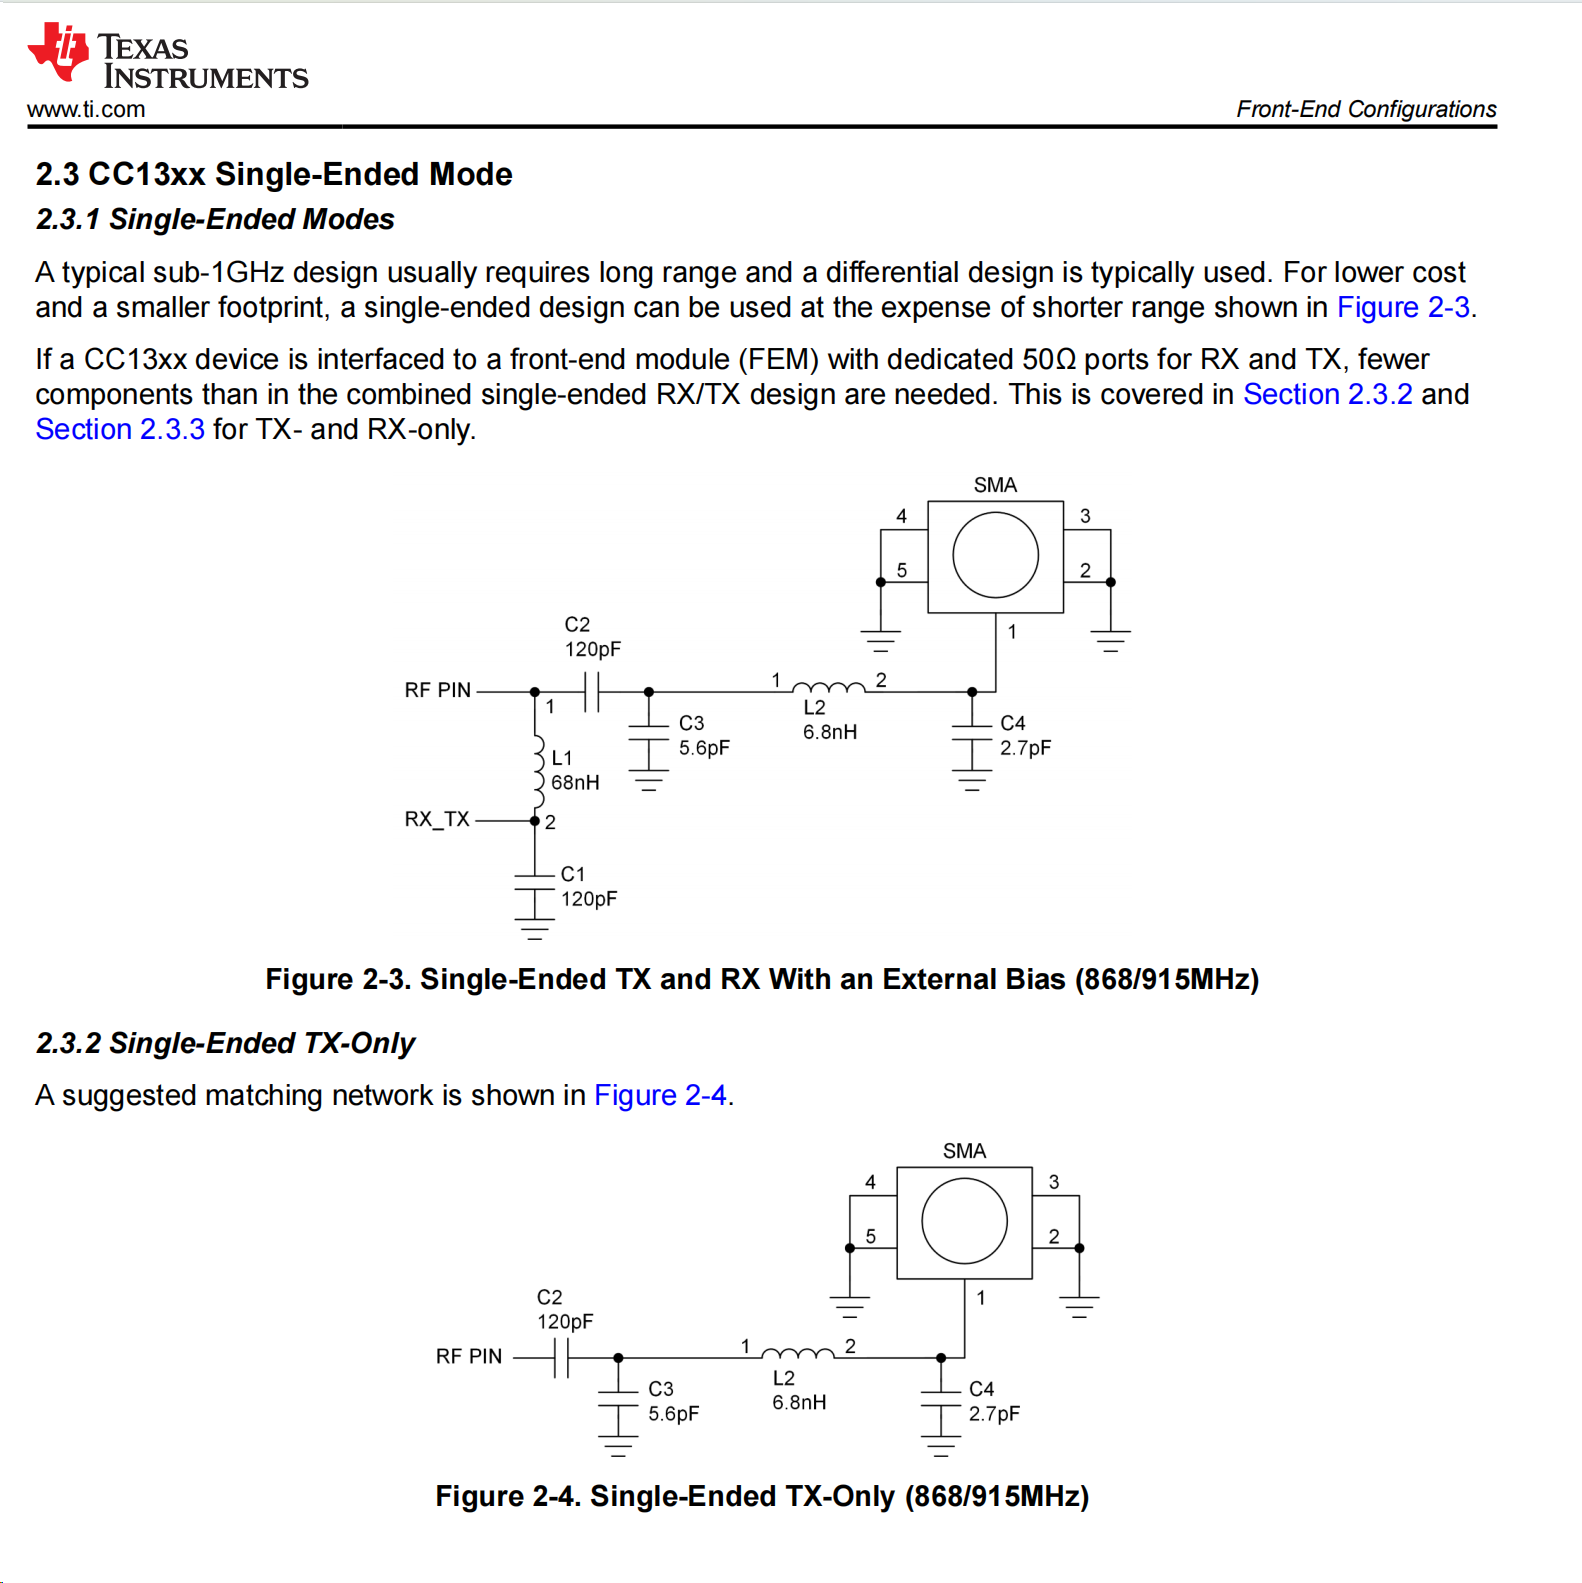 TEXAS
INSTRUMENTS
www.ti.com
Front-End Configurations
2.3 CC13xx Single-Ended Mode
2.3.1 Single-Ended Modes
A typical sub-1GHz design usually requires long range and a differential design is typically used. For lower cost
and a smaller footprint, a single-ended design can be used at the expense of shorter range shown in Figure 2-3.
If a CC13xx device is interfaced to a front-end module (FEM) with dedicated 50Ω ports for RX and TX, fewer
components than in the combined single-ended RX/TX design are needed. This is covered in Section 2.3.2 and
Section 2.3.3 for TX- and RX-only.
SMA
4
3
5
2
1
C2
120pF
RF PIN
1
1
2
L2
6.8nH
C3
5.6pF
C4
2.7pF
L1
68nH
RX_TX
2
C1
120pF
Figure 2-3. Single-Ended TX and RX With an External Bias (868/915MHz)
2.3.2 Single-Ended TX-Only
A suggested matching network is shown in Figure 2-4.
SMA
4
3
5
2
1
C2
120pF
RF PIN
1
2
L2
6.8nH
C3
5.6pF
C4
2.7pF
Figure 2-4. Single-Ended TX-Only (868/915MHz)